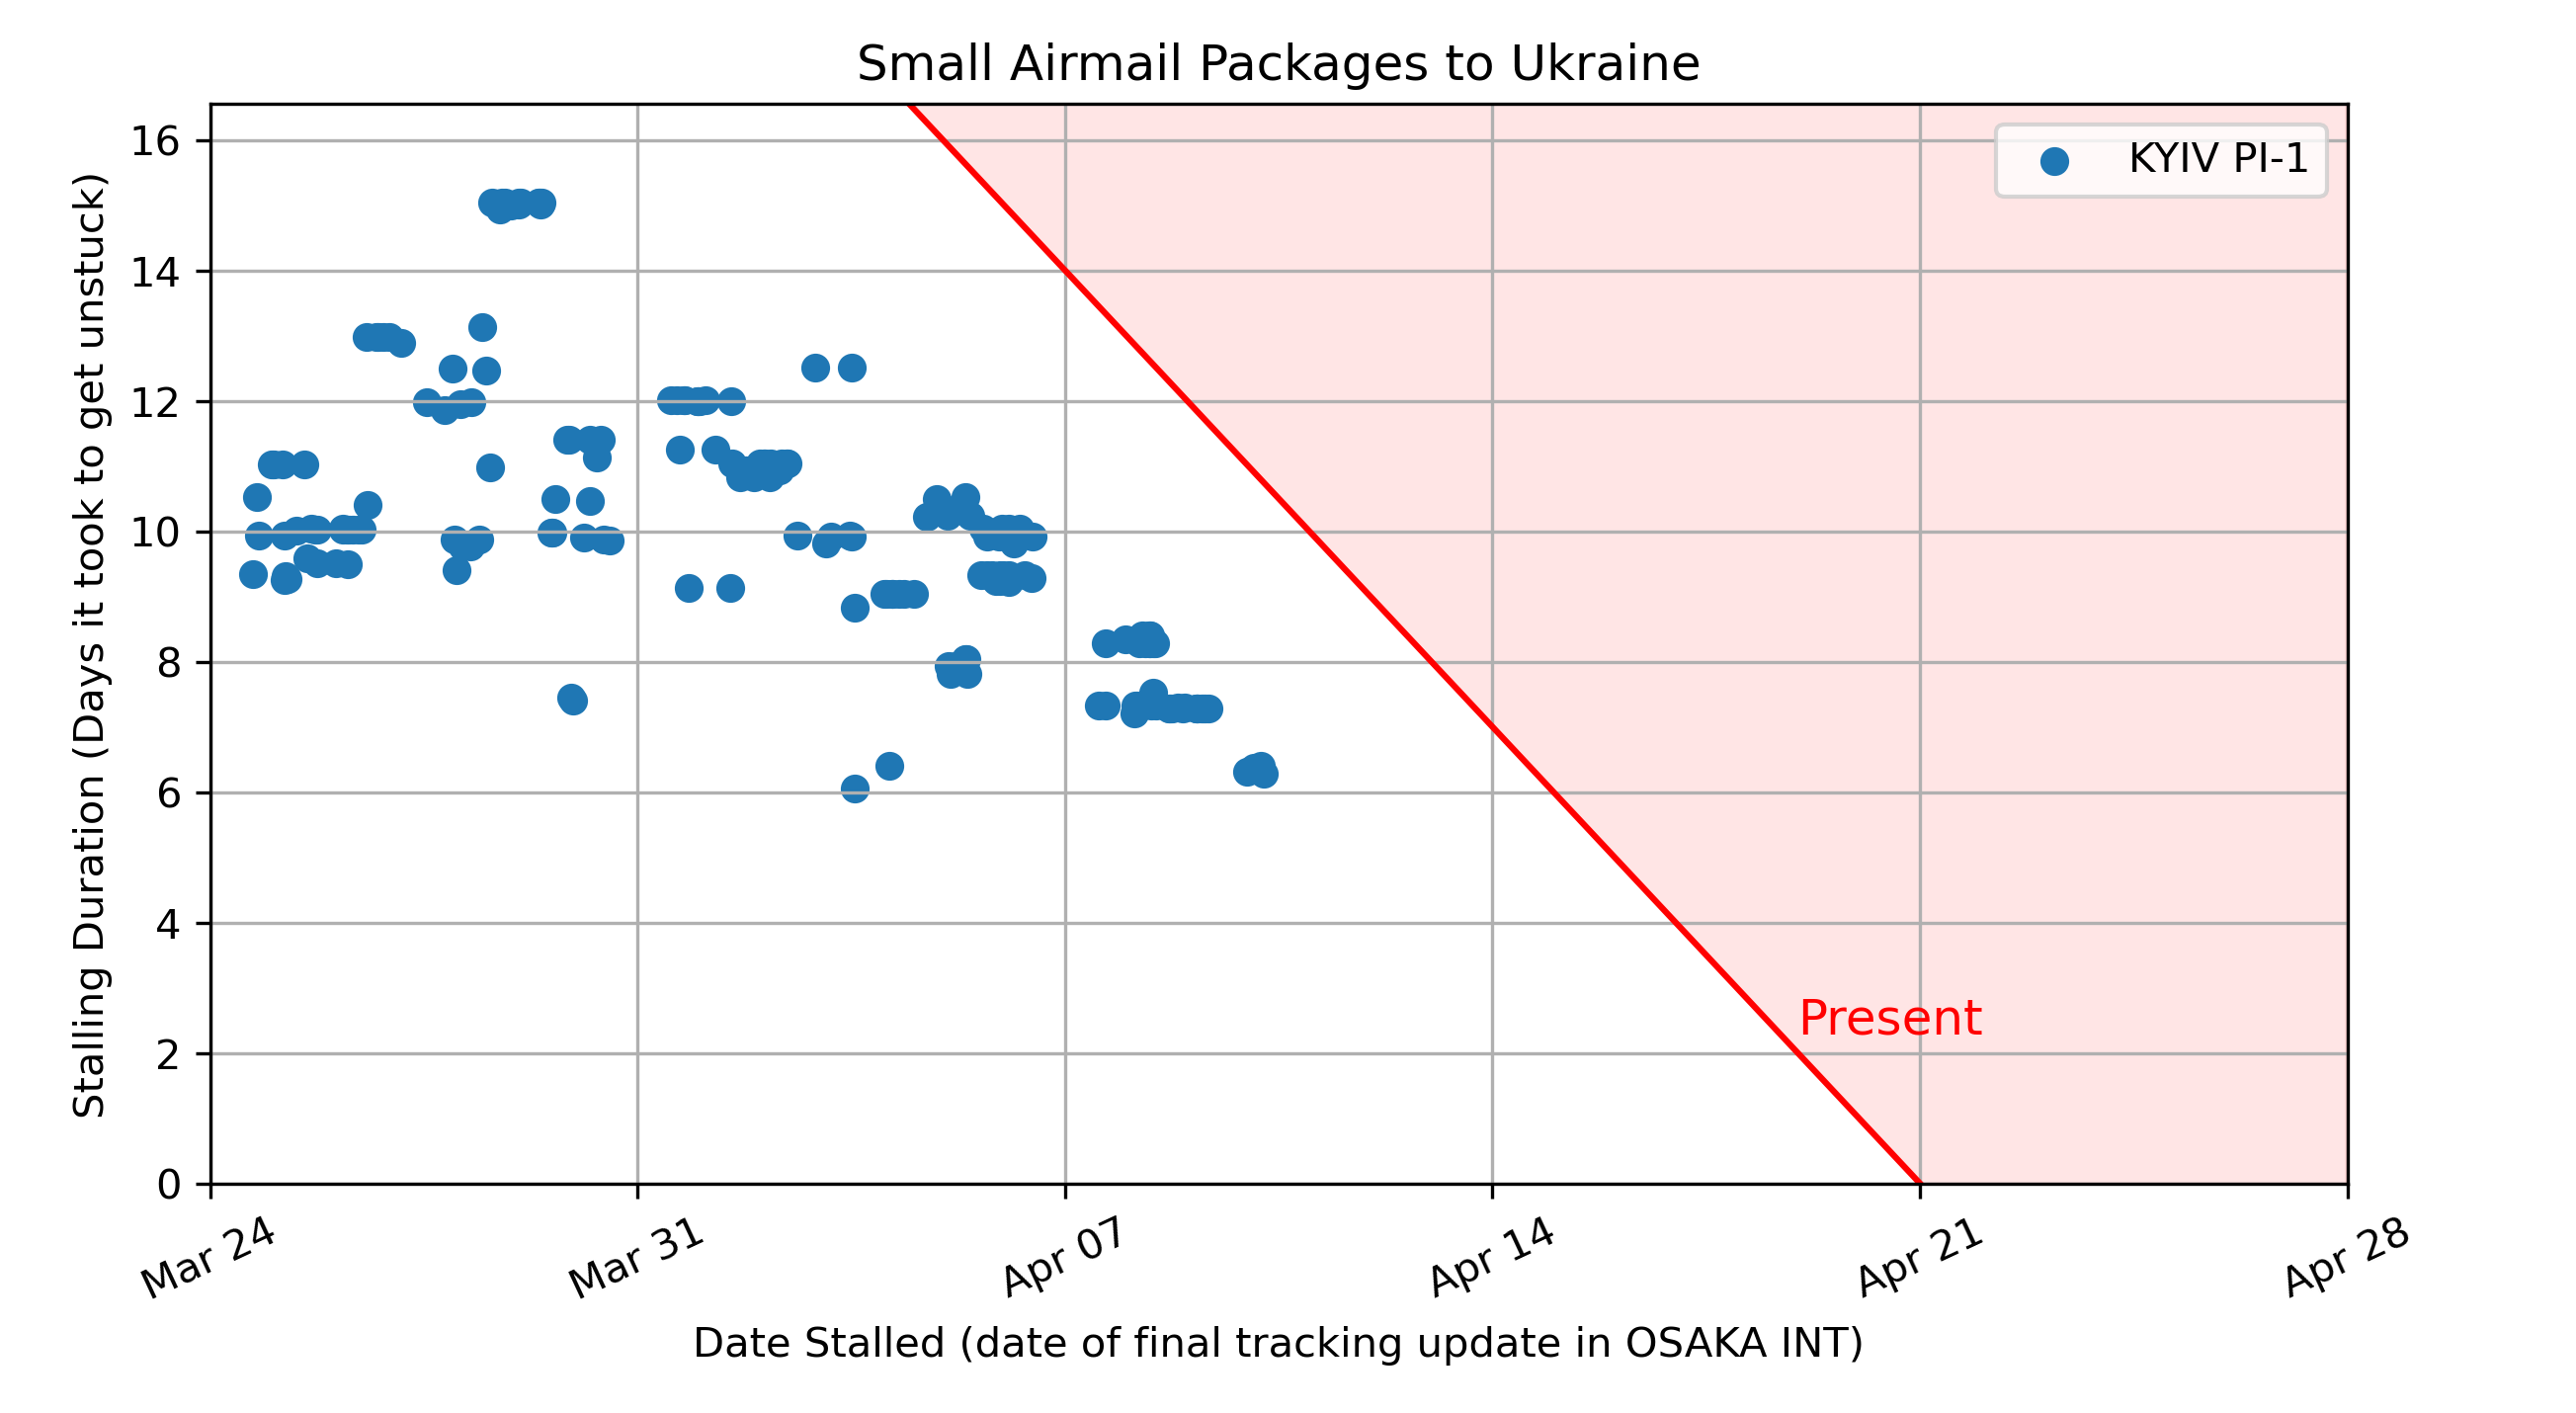 Small Airmail Packages to Ukraine
KYIV PI-1
Stalling Duration (Days it took to get unstuck)
16
14
12
10
8
6
4
2
0
Present
Mar 24
Mar 31
Apr 07
Apr 14
Apr 21
Apr 28
Date Stalled (date of final tracking update in OSAKA INT)